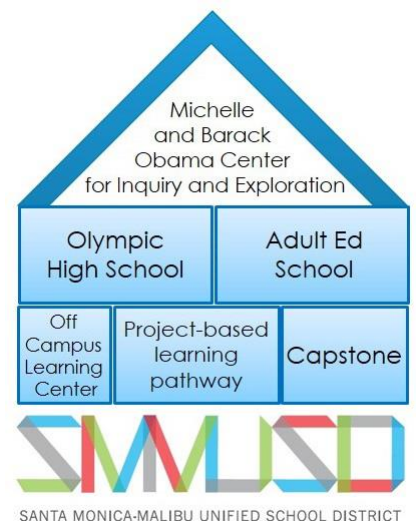 Michelle
and Barack
Obama Center
for Inquiry and Exploration
Olympic
High School
Adult Ed
School
Off
Campus
Learning
Center
Project-based
learning
pathway
Capstone
SMMUSD
SANTA MONICA-MALIBU UNIFIED SCHOOL DISTRICT